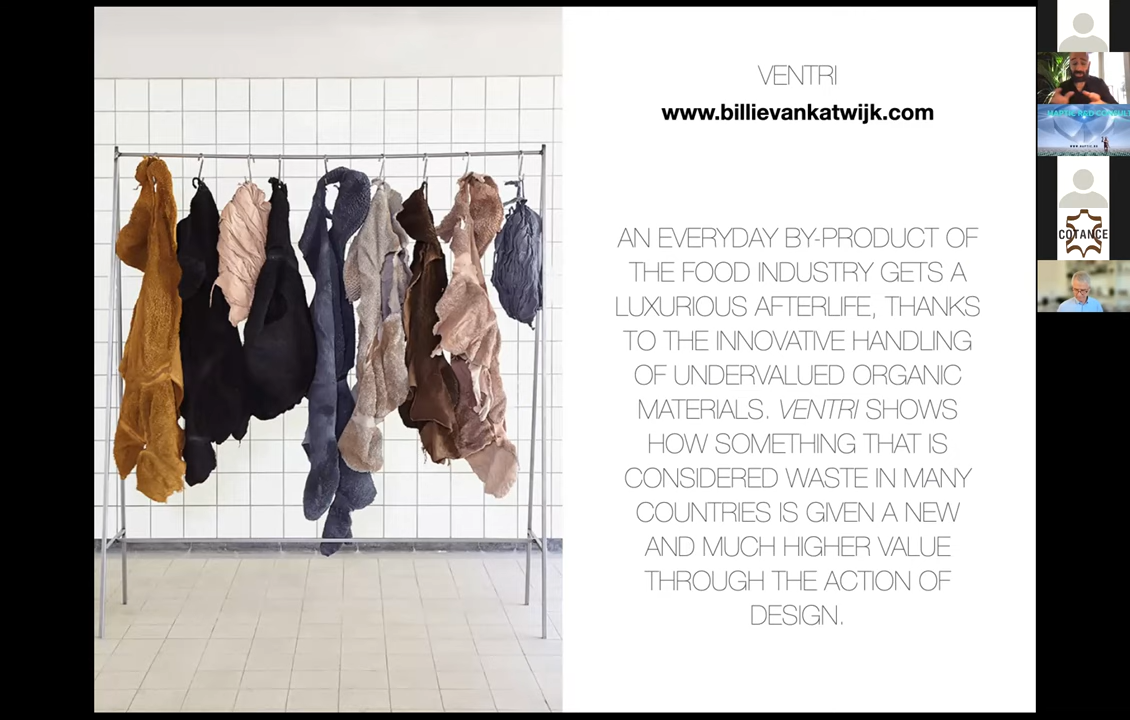 VENTRI
www.billievankatwijk.com
AN EVERYDAY BY-PRODUCT OF
THE FOOD INDUSTRY GETS A
LUXURIOUS AFTERLIFE, THANKS
TO THE INNOVATIVE HANDLING
OF UNDERVALUED ORGANIC
MATERIALS. VENTRI SHOWS
HOW SOMETHING THAT IS
CONSIDERED WASTE IN MANY
COUNTRIES IS GIVEN A NEW
AND MUCH HIGHER VALUE
THROUGH THE ACTION OF
DESIGN.
COTANCE